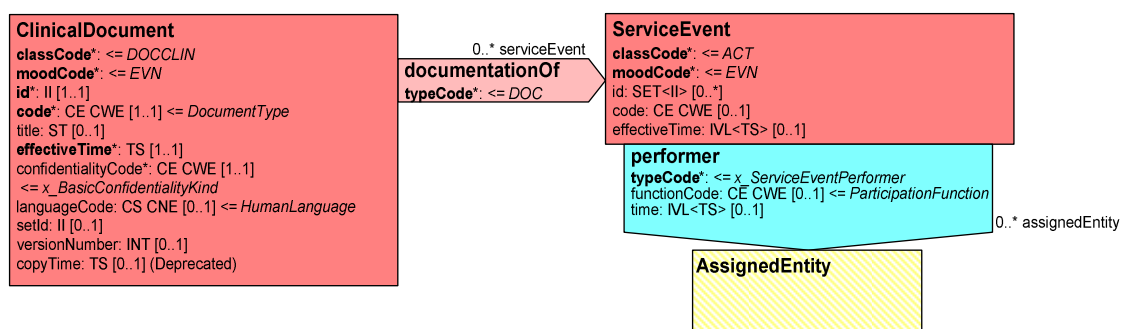 ClinicalDocument
classCode*: <= DOCCLIN
moodCode*: <= EVN
id*: II [1..1]
code*: CE CWE [1..1] <= DocumentType
title: ST [0..1]
effectiveTime*: TS [1..1]
confidentialityCode*: CE CWE [1..1]
<= x_BasicConfidentialityKind
languageCode: CS CNE [0..1] <= HumanLanguage
setId: II [0..1]
versionNumber: INT [0..1]
copyTime: TS [0..1] (Deprecated)
0..* serviceEvent
documentationOf
typeCode*: <= DOC
ServiceEvent
classCode*: <= ACT
moodCode*: <= EVN
id: SET<II> [0..*]
code: CE CWE [0..1]
effectiveTime: IVL<TS> [0..1]
performer
typeCode*: <= x_ServiceEventPerformer
functionCode: CE CWE [0..1] <= ParticipationFunction
time: IVL<TS> [0..1]
0..* assignedEntity
AssignedEntity